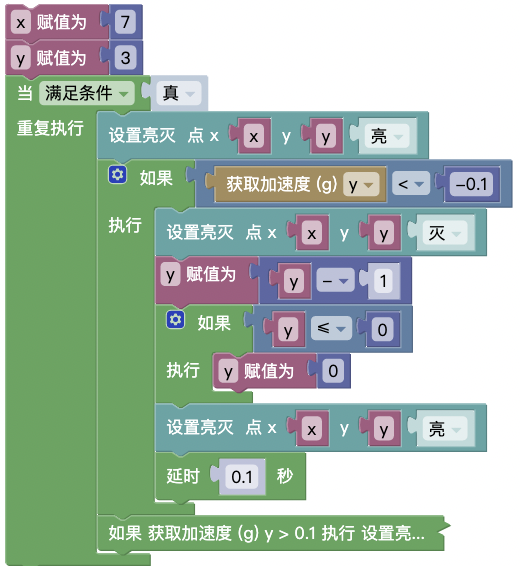 x 赋值为 7
y 赋值为 3
当 满足条件 真
重复执行
设置亮灭 点 x x y y 亮
如果 获取加速度 (g) y < −0.1
执行
设置亮灭 点 x x y y 灭
y 赋值为 y - 1
如果 y ≤ 0
执行 y 赋值为 0
设置亮灭 点 x x y y 亮
延时 0.1 秒
如果 获取加速度 (g) y > 0.1 执行 设置亮...